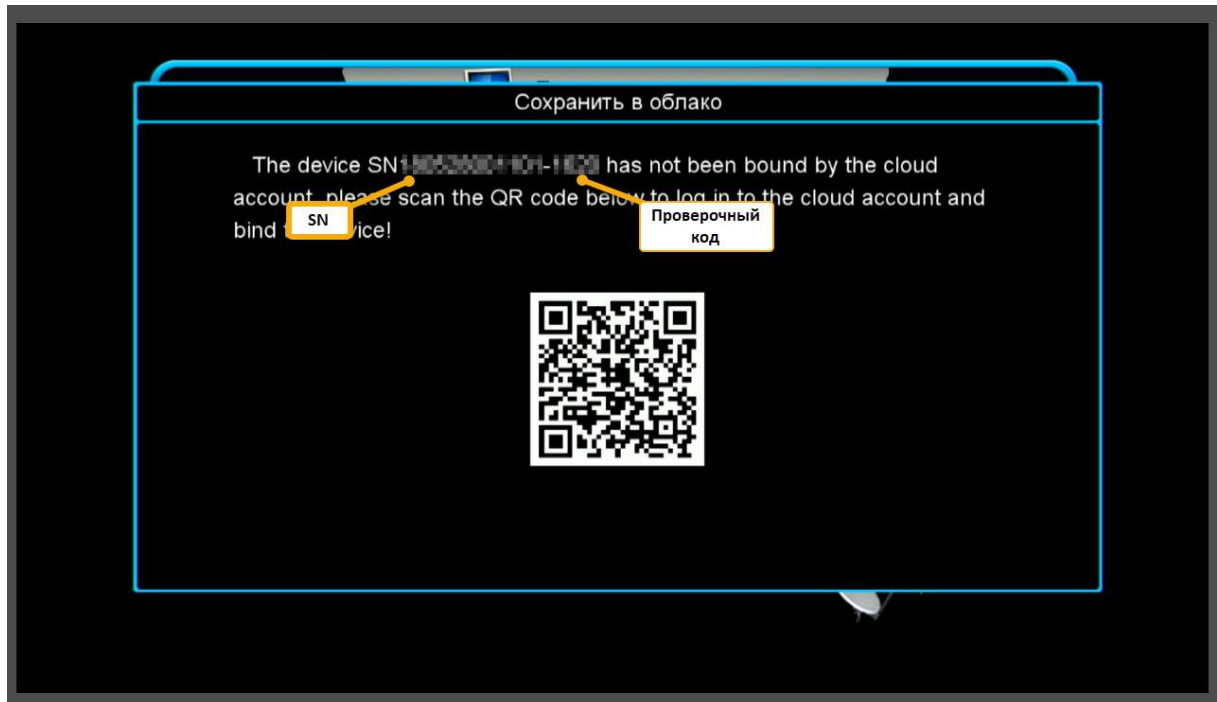 Сохранить в облако
The device SN has not been bound by the cloud
account, please scan the QR code below to log in to the cloud account and
bind vice!
SN
Проверочный
код